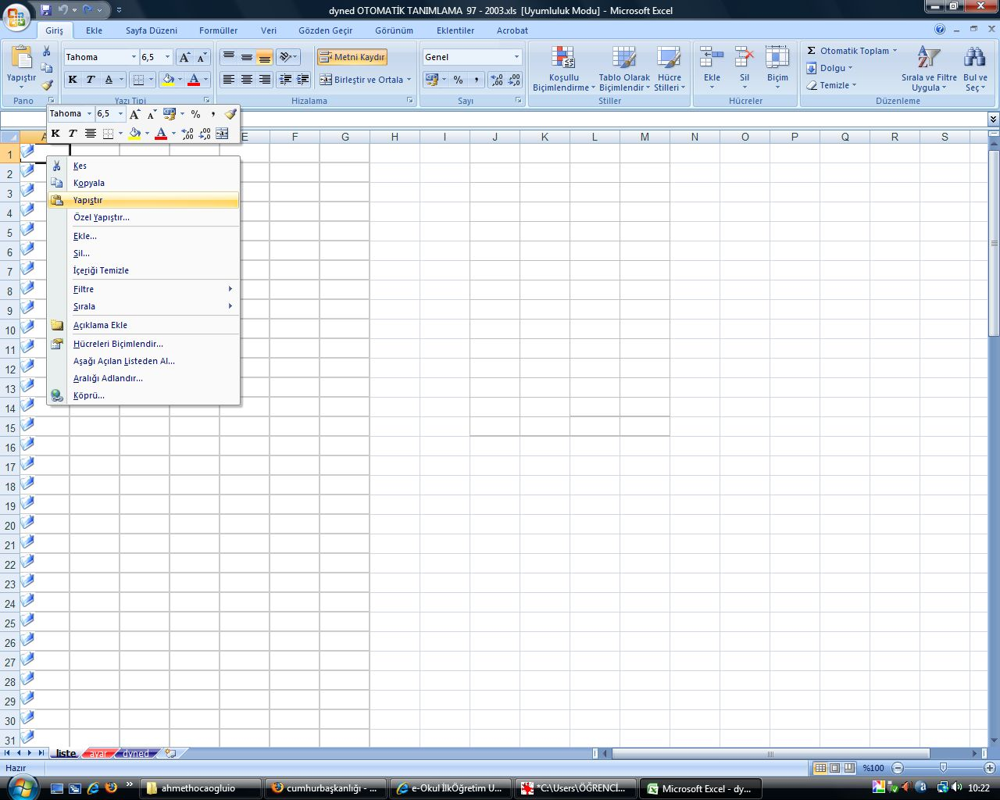 dyned OTOMATİK TANIMLAMA 97 - 2003.xls [Uyumluluk Modu] - Microsoft Excel
Giriş Ekle Sayfa Düzeni Formüller Veri Gözden Geçir Görünüm Eklentiler Acrobat
Yapıştır
Pano
Tahoma 6,5
K T A
Yazı Tipi
Metni Kaydır
Birleştir ve Ortala
Hizalama
Genel
% , ,00 ,00
Sayı
Koşullu Biçimlendirme
Tablo Olarak Biçimlendir
Hücre Stilleri
Stiller
Ekle Sil Biçim
Hücreler
Σ Otomatik Toplam
Dolgu
Temizle
Sırala ve Filtre Uygula
Bul ve Seç
Düzenleme
Tahoma 6,5 A A % ,
K T A
A E F G H I J K L M N O P Q R S
1
2
3
4
5
6
7
8
9
10
11
12
13
14
15
16
17
18
19
20
21
22
23
24
25
26
27
28
29
30
31
Kes
Kopyala
Yapıştır
Özel Yapıştır...
Ekle...
Sil...
İçeriği Temizle
Filtre
Sırala
Açıklama Ekle
Hücreleri Biçimlendir...
Aşağı Açılan Listeden Al...
Aralığı Adlandır...
Köprü...
liste ayar dyned
Hazır %100
ahmethocaogluio cumhurbaşkanlığı - ... e-Okul İlkÖğretim U... *C:\Users\ÖĞRENCİ... Microsoft Excel - dy... 10:22